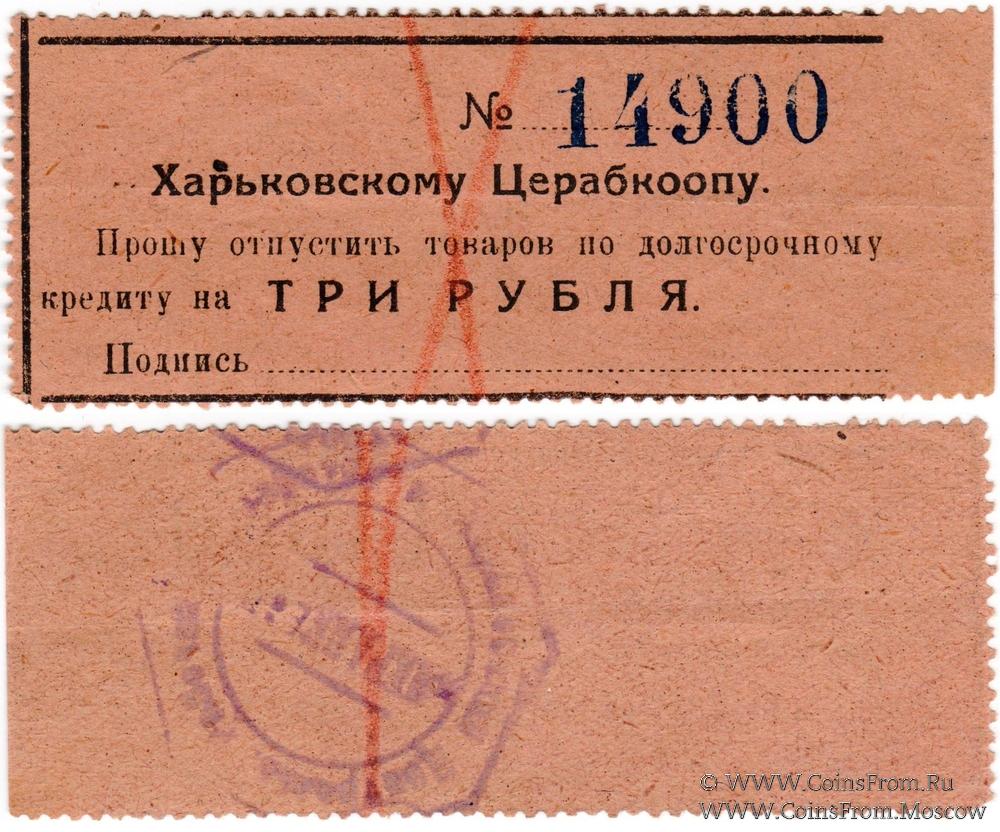 № 14900
Харьковскому Церабкоопу.
Прошу отпустить товаров по долгосрочному
кредиту на ТРИ РУБЛЯ.
Подпись
© WWW.CoinsFrom.Ru
WWW.CoinsFrom.Moscow